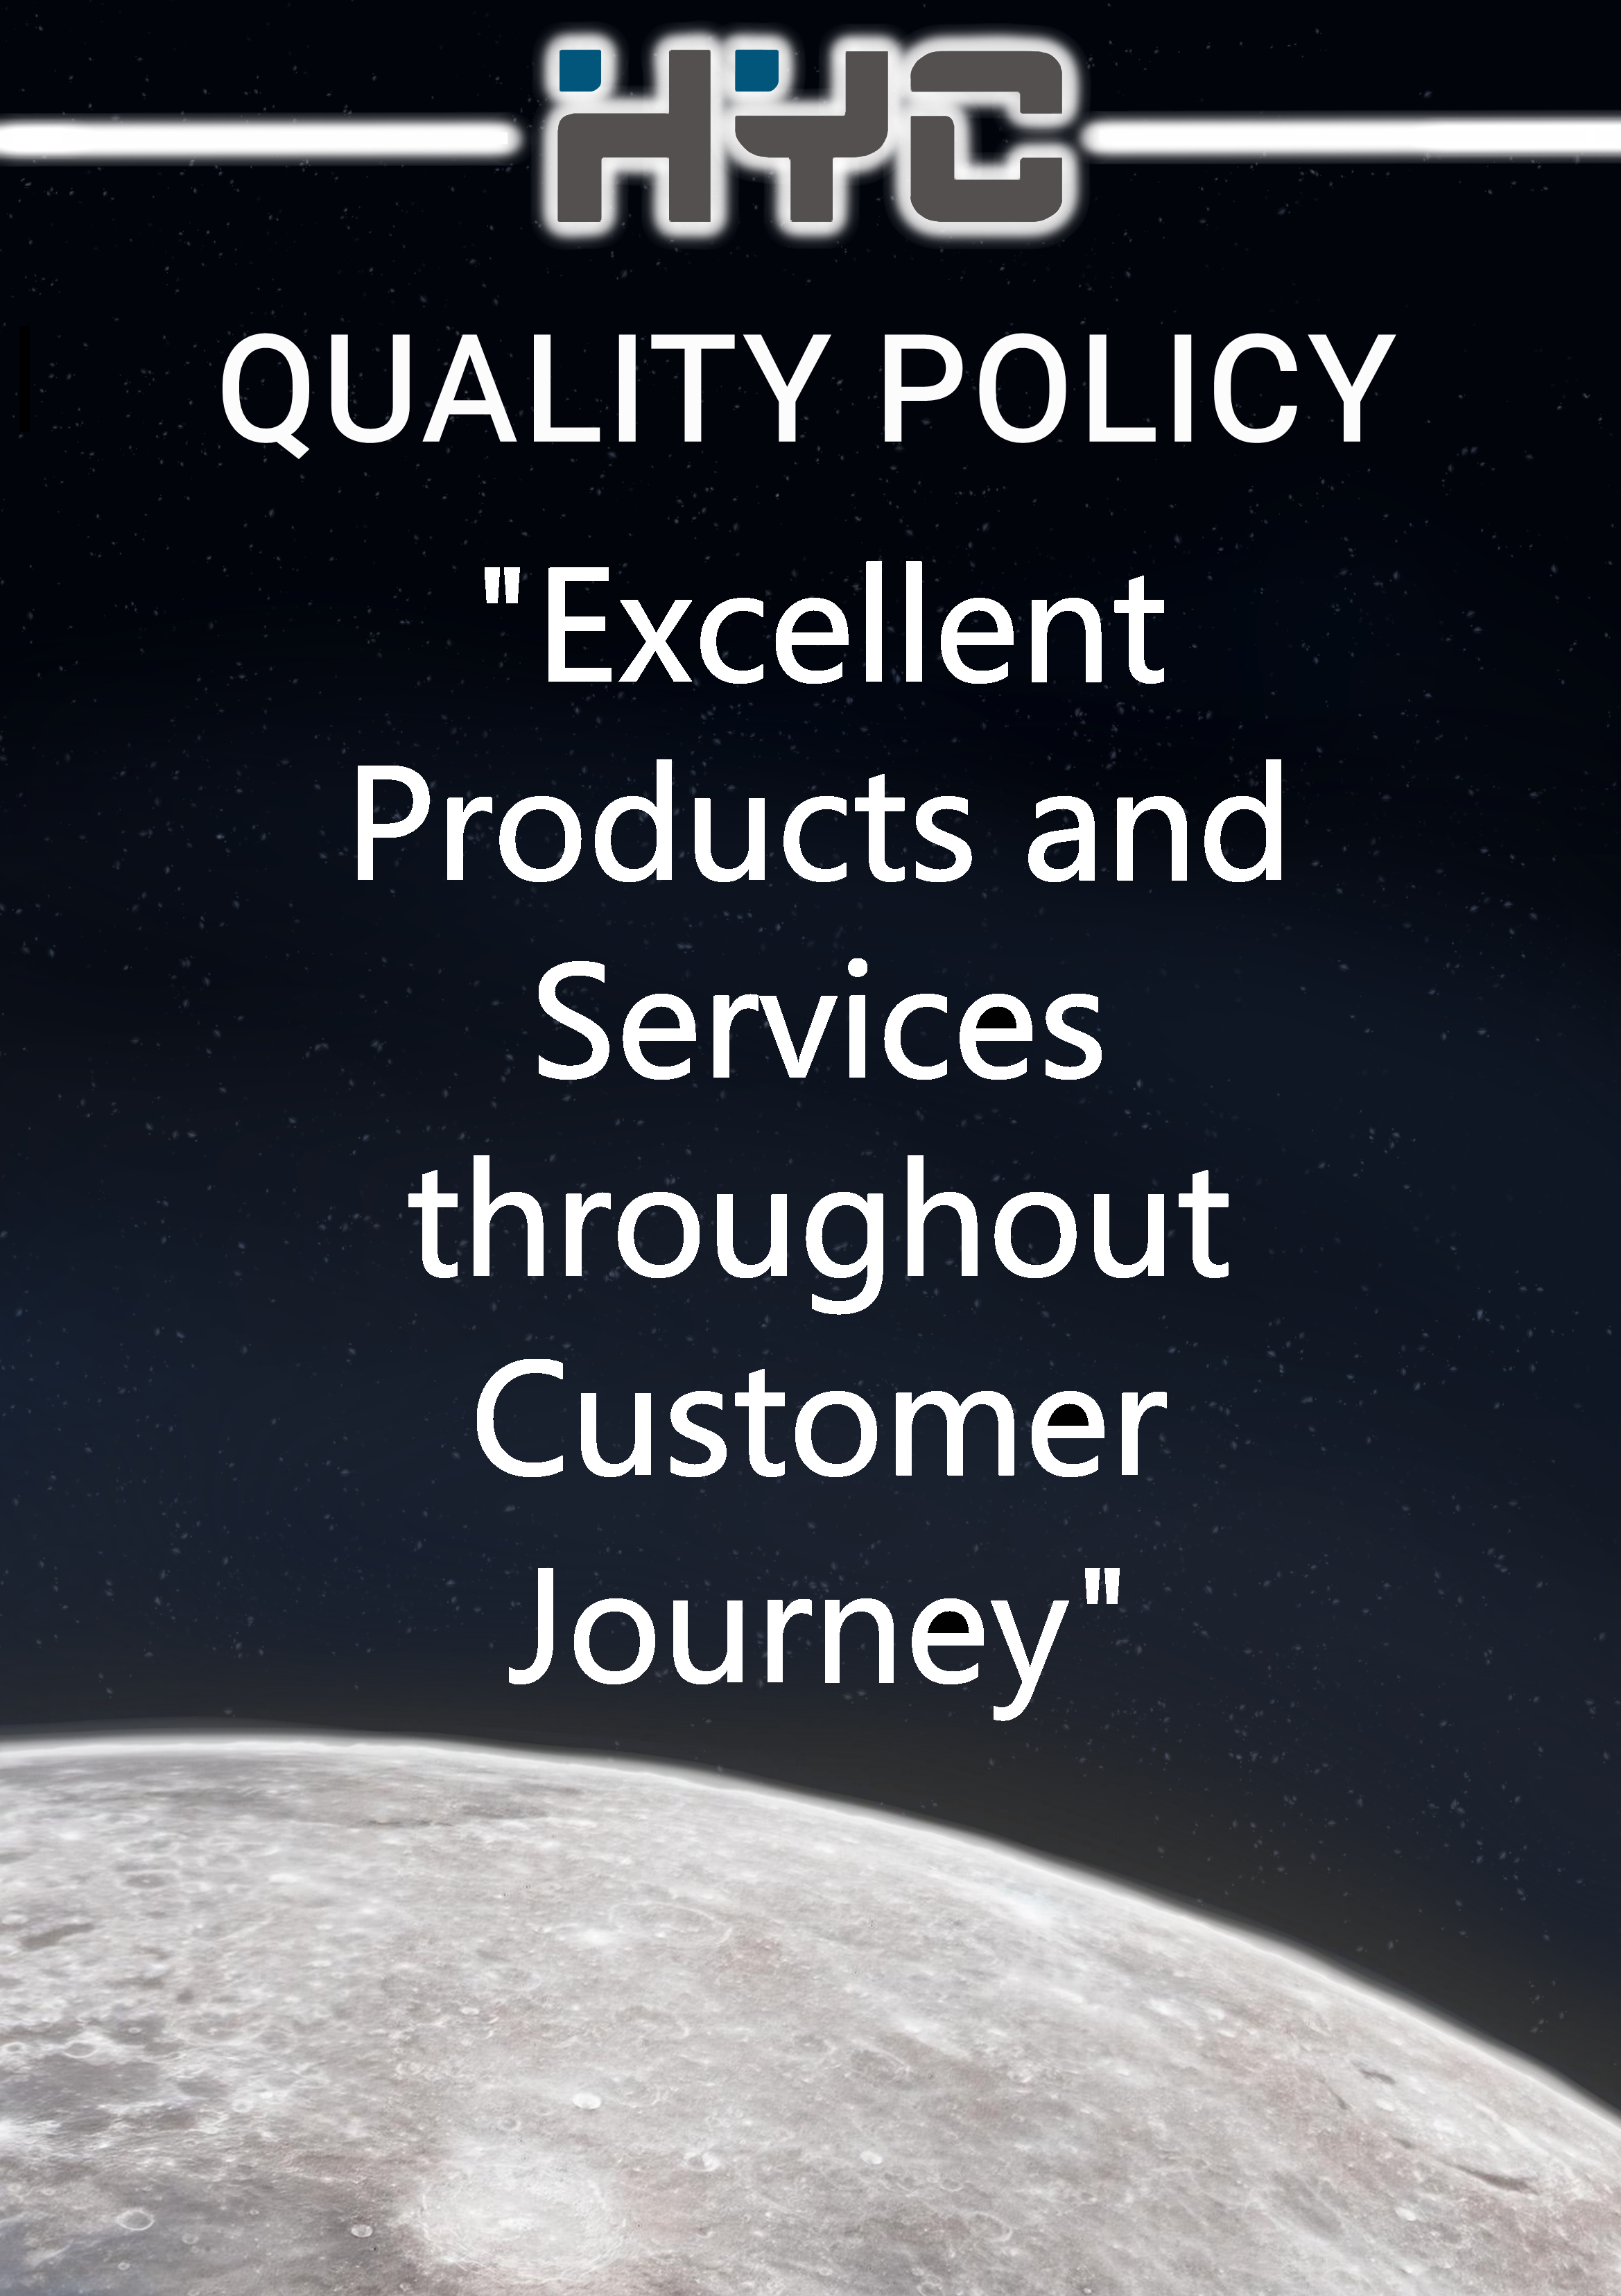 HYC
QUALITY POLICY
"Excellent
Products and
Services
throughout
Customer
Journey"